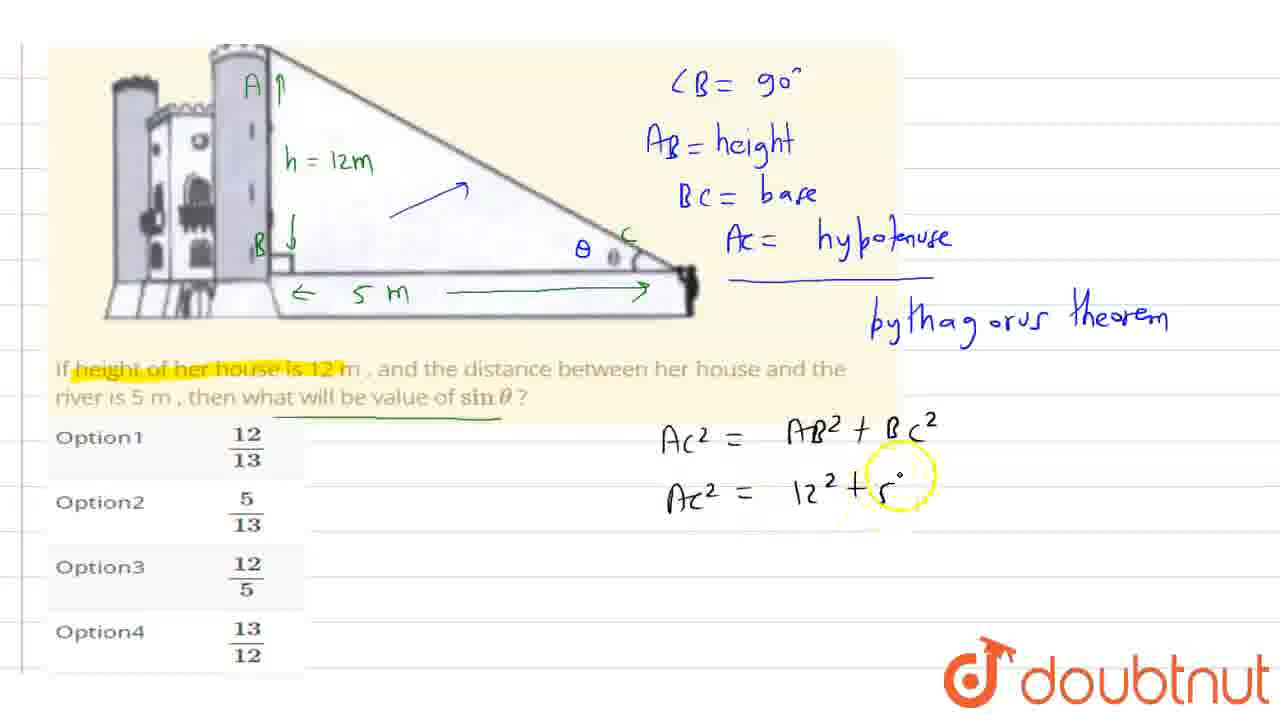 A
h = 12m
B
θ
θ
C
5 m
∠B = 90°
AB = height
BC = base
AC = hypotenuse
pythagorus theorem
If height of her house is 12 m , and the distance between her house and the
river is 5 m , then what will be value of sin θ ?
Option1 12/13
Option2 5/13
Option3 12/5
Option4 13/12
AC² = AB² + BC²
AC² = 12² + 5
doubtnut